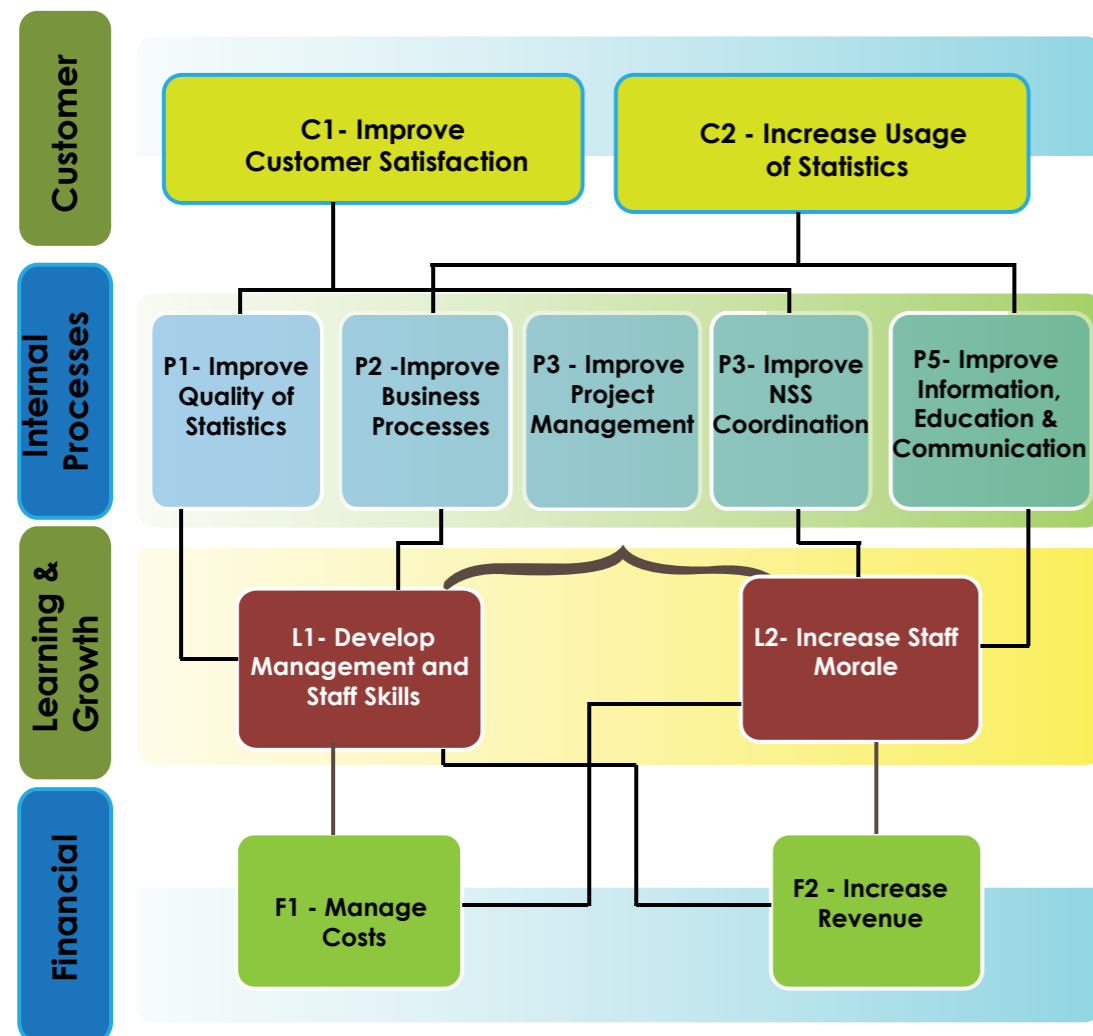 Customer
C1- Improve
Customer Satisfaction
C2 - Increase Usage
of Statistics
Internal
Processes
P1- Improve
Quality of
Statistics
P2 -Improve
Business
Processes
P3 - Improve
Project
Management
P3- Improve
NSS
Coordination
P5- Improve
Information,
Education &
Communication
Learning &
Growth
L1- Develop
Management and
Staff Skills
L2- Increase Staff
Morale
Financial
F1 - Manage
Costs
F2 - Increase
Revenue